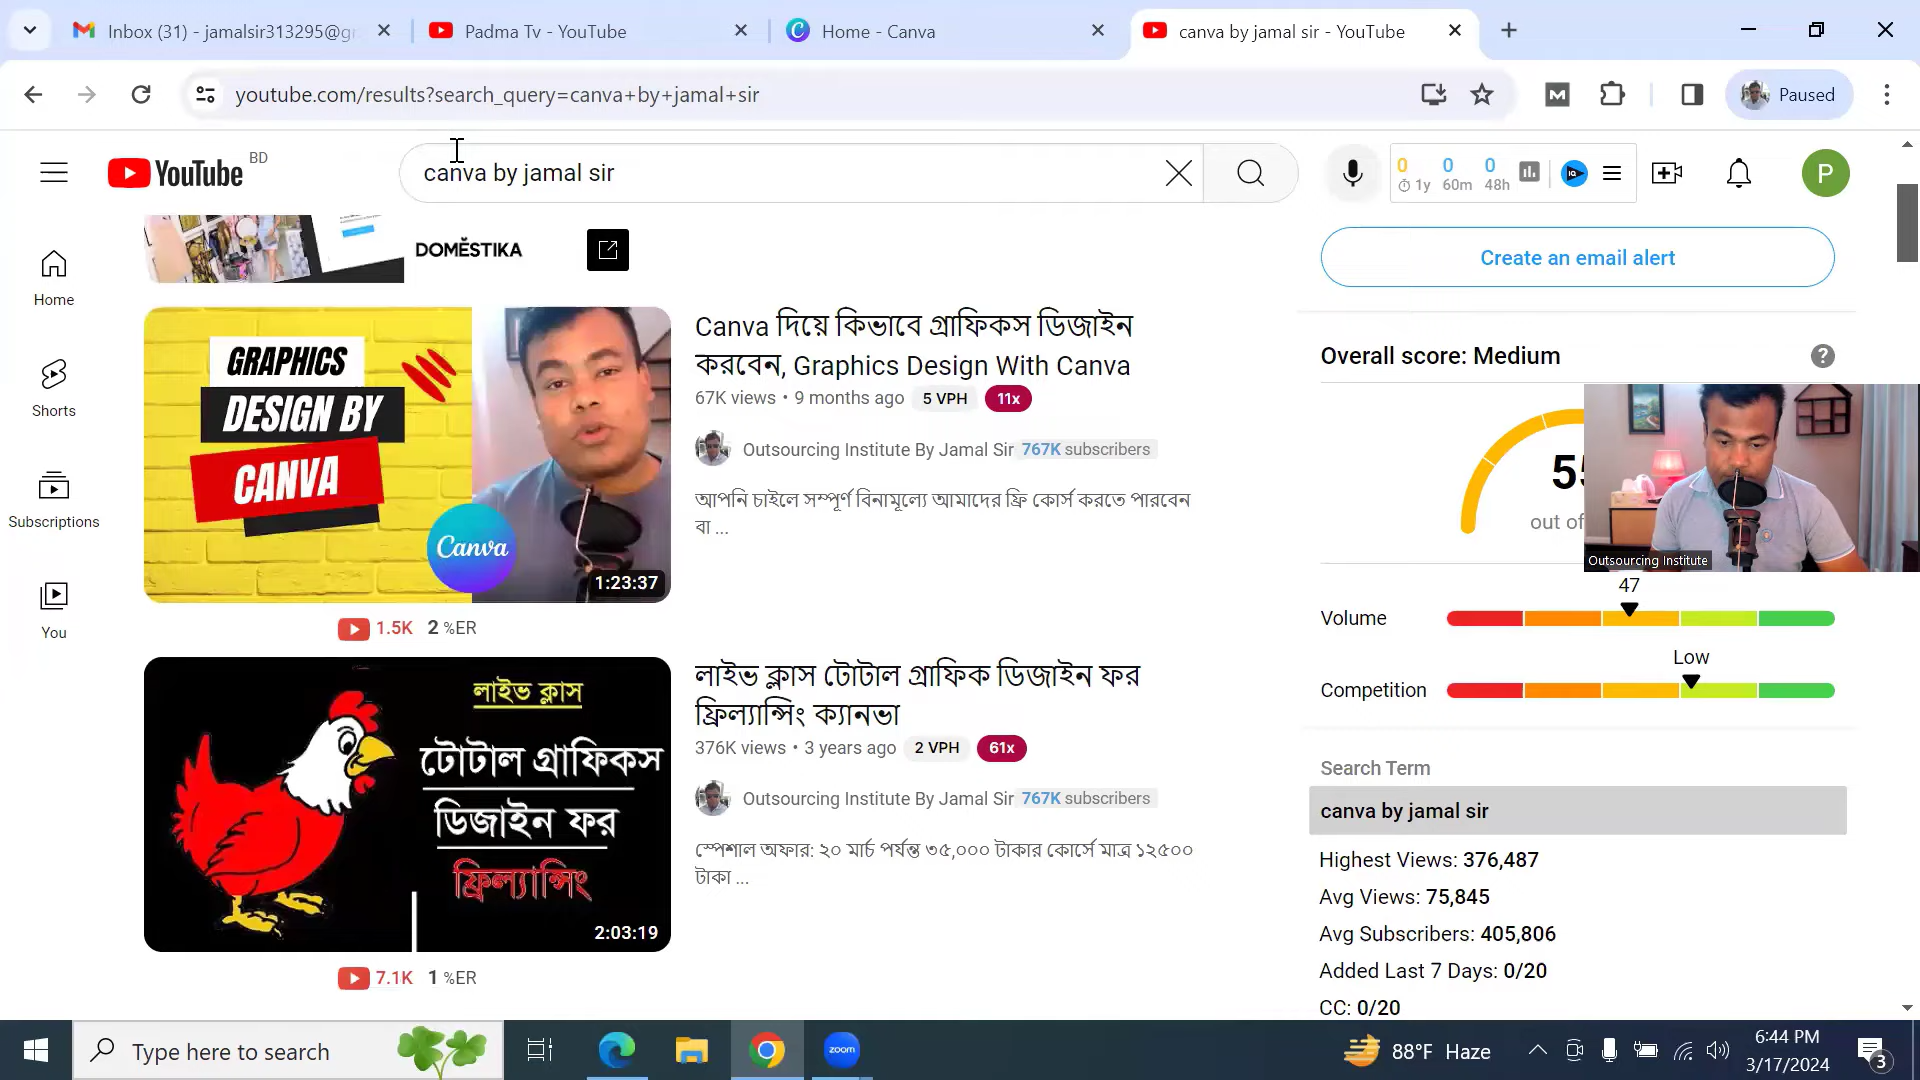 Inbox (31) - jamalsir313295@g
Padma Tv - YouTube
Home - Canva
canva by jamal sir - YouTube
youtube.com/results?search_query=canva+by+jamal+sir
M
Paused
YouTube BD
canva by jamal sir
0 0 0
1y 60m 48h
IQ
P
Home
Shorts
Subscriptions
You
DOMĚSTIKA
GRAPHICS
DESIGN BY
CANVA
Canva
1:23:37
1.5K 2 %ER
Canva দিয়ে কিভাবে গ্রাফিকস ডিজাইন
করবেন, Graphics Design With Canva
67K views • 9 months ago 5 VPH 11x
Outsourcing Institute By Jamal Sir 767K subscribers
আপনি চাইলে সম্পূর্ণ বিনামূল্যে আমাদের ফ্রি কোর্স করতে পারবেন
বা ...
লাইভ ক্লাস
টোটাল গ্রাফিকস
ডিজাইন ফর
ফ্রিল্যান্সিং
2:03:19
7.1K 1 %ER
লাইভ ক্লাস টোটাল গ্রাফিক ডিজাইন ফর
ফ্রিল্যান্সিং ক্যানভা
376K views • 3 years ago 2 VPH 61x
Outsourcing Institute By Jamal Sir 767K subscribers
স্পেশাল অফার: ২০ মার্চ পর্যন্ত ৩৫,০০০ টাকার কোর্সে মাত্র ১২৫০০
টাকা ...
Create an email alert
Overall score: Medium
?
out of
Outsourcing Institute
47
Volume
Low
Competition
Search Term
canva by jamal sir
Highest Views: 376,487
Avg Views: 75,845
Avg Subscribers: 405,806
Added Last 7 Days: 0/20
CC: 0/20
Type here to search
zoom
88°F Haze
6:44 PM
3/17/2024
3